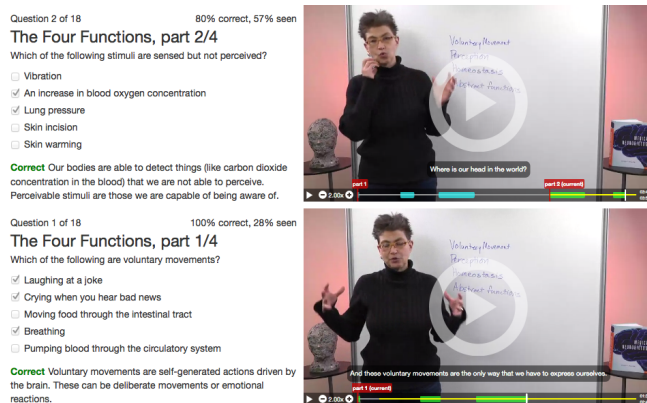 Question 2 of 18
80% correct, 57% seen
The Four Functions, part 2/4
Which of the following stimuli are sensed but not perceived?
Vibration
An increase in blood oxygen concentration
Lung pressure
Skin incision
Skin warming
Correct Our bodies are able to detect things (like carbon dioxide
concentration in the blood) that we are not able to perceive.
Perceivable stimuli are those we are capable of being aware of.
Voluntary Movement
Perception
Homeostasis
Abstract functions
Where is our head in the world?
part 1
part 2 (current)
2.00x
Question 1 of 18
100% correct, 28% seen
The Four Functions, part 1/4
Which of the following are voluntary movements?
Laughing at a joke
Crying when you hear bad news
Moving food through the intestinal tract
Breathing
Pumping blood through the circulatory system
Correct Voluntary movements are self-generated actions driven by
the brain. These can be deliberate movements or emotional
reactions.
Voluntary Movement
Perception
Homeostasis
Abstract functions
And these voluntary movements are the only way that we have to express ourselves.
part 1 (current)
2.00x